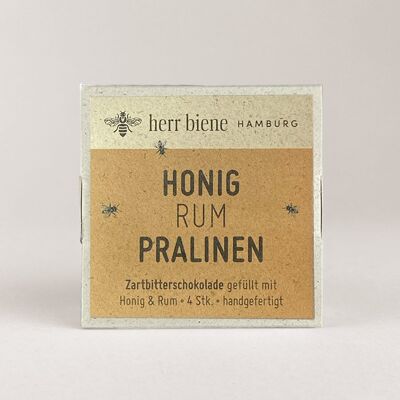 herr biene HAMBURG
HONIG
RUM
PRALINEN
Zartbitterschokolade gefüllt mit
Honig & Rum • 4 Stk. • handgefertigt